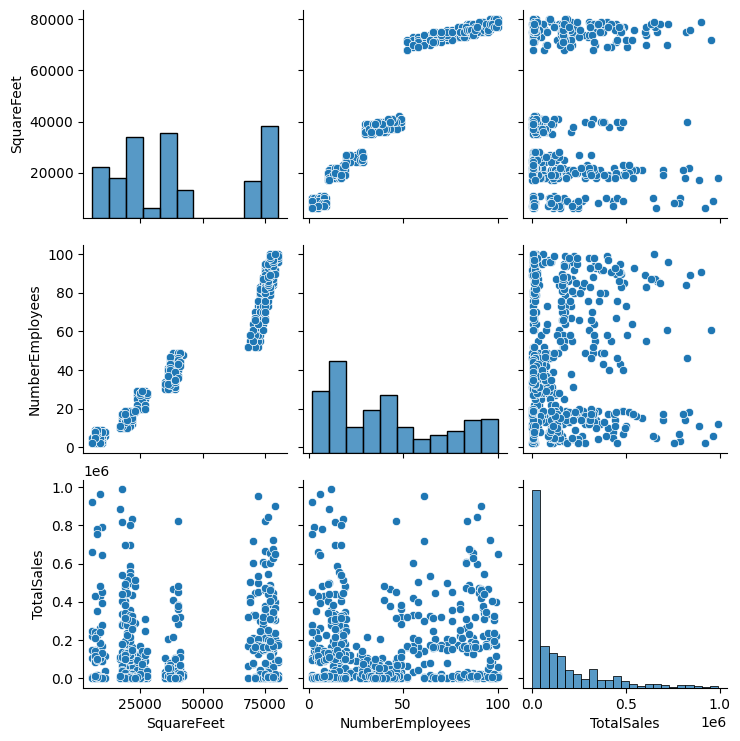 80000
60000
40000
20000
SquareFeet
100
80
60
40
20
0
NumberEmployees
1e6
1.0
0.8
0.6
0.4
0.2
0.0
TotalSales
25000 50000 75000
0 50 100
0.0 0.5 1.0
1e6
SquareFeet
NumberEmployees
TotalSales